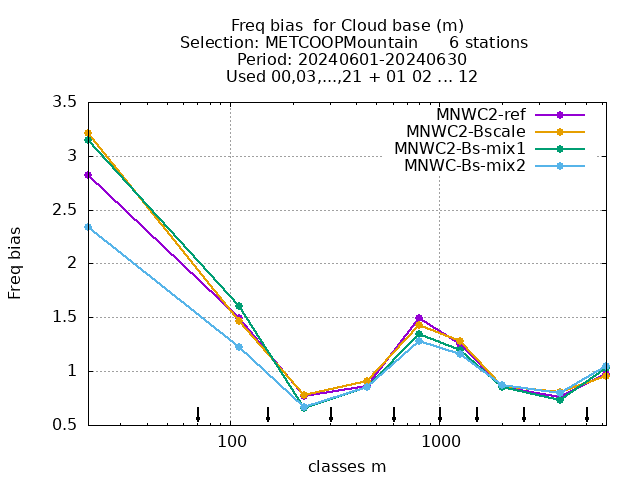 Freq bias  for Cloud base (m)
Selection: METCOOPMountain      6 stations
Period: 20240601-20240630
Used 00,03,...,21 + 01 02 ... 12
MNWC2-ref
MNWC2-Bscale
MNWC2-Bs-mix1
MNWC-Bs-mix2
3.5
3
2.5
2
1.5
1
0.5
Freq bias
100
1000
classes m